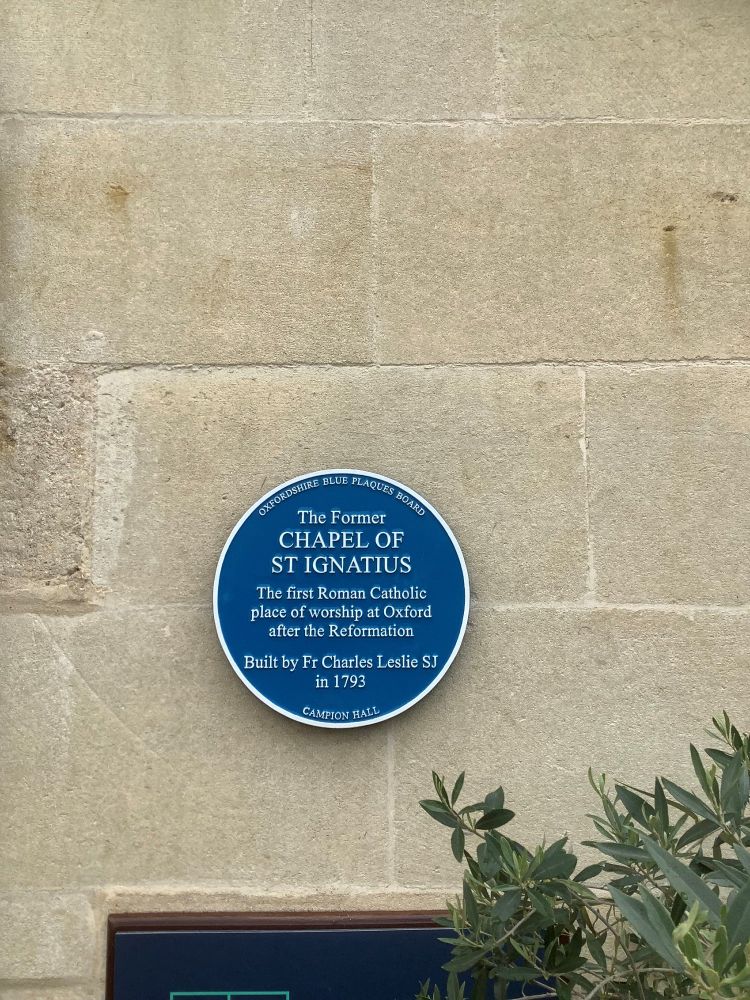 OXFORDSHIRE BLUE PLAQUES BOARD
The Former
CHAPEL OF
ST IGNATIUS
The first Roman Catholic
place of worship at Oxford
after the Reformation
Built by Fr Charles Leslie SJ
in 1793
CAMPION HALL